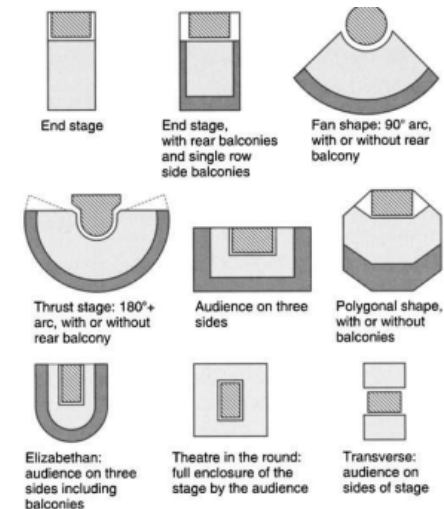 End stage
End stage,
with rear balconies
and single row
side balconies
Fan shape: 90° arc,
with or without rear
balcony
Thrust stage: 180°+
arc, with or without
rear balcony
Audience on three
sides
Polygonal shape,
with or without
balconies
Elizabethan:
audience on three
sides including
balconies
Theatre in the round:
full enclosure of the
stage by the audience
Transverse:
audience on
sides of stage